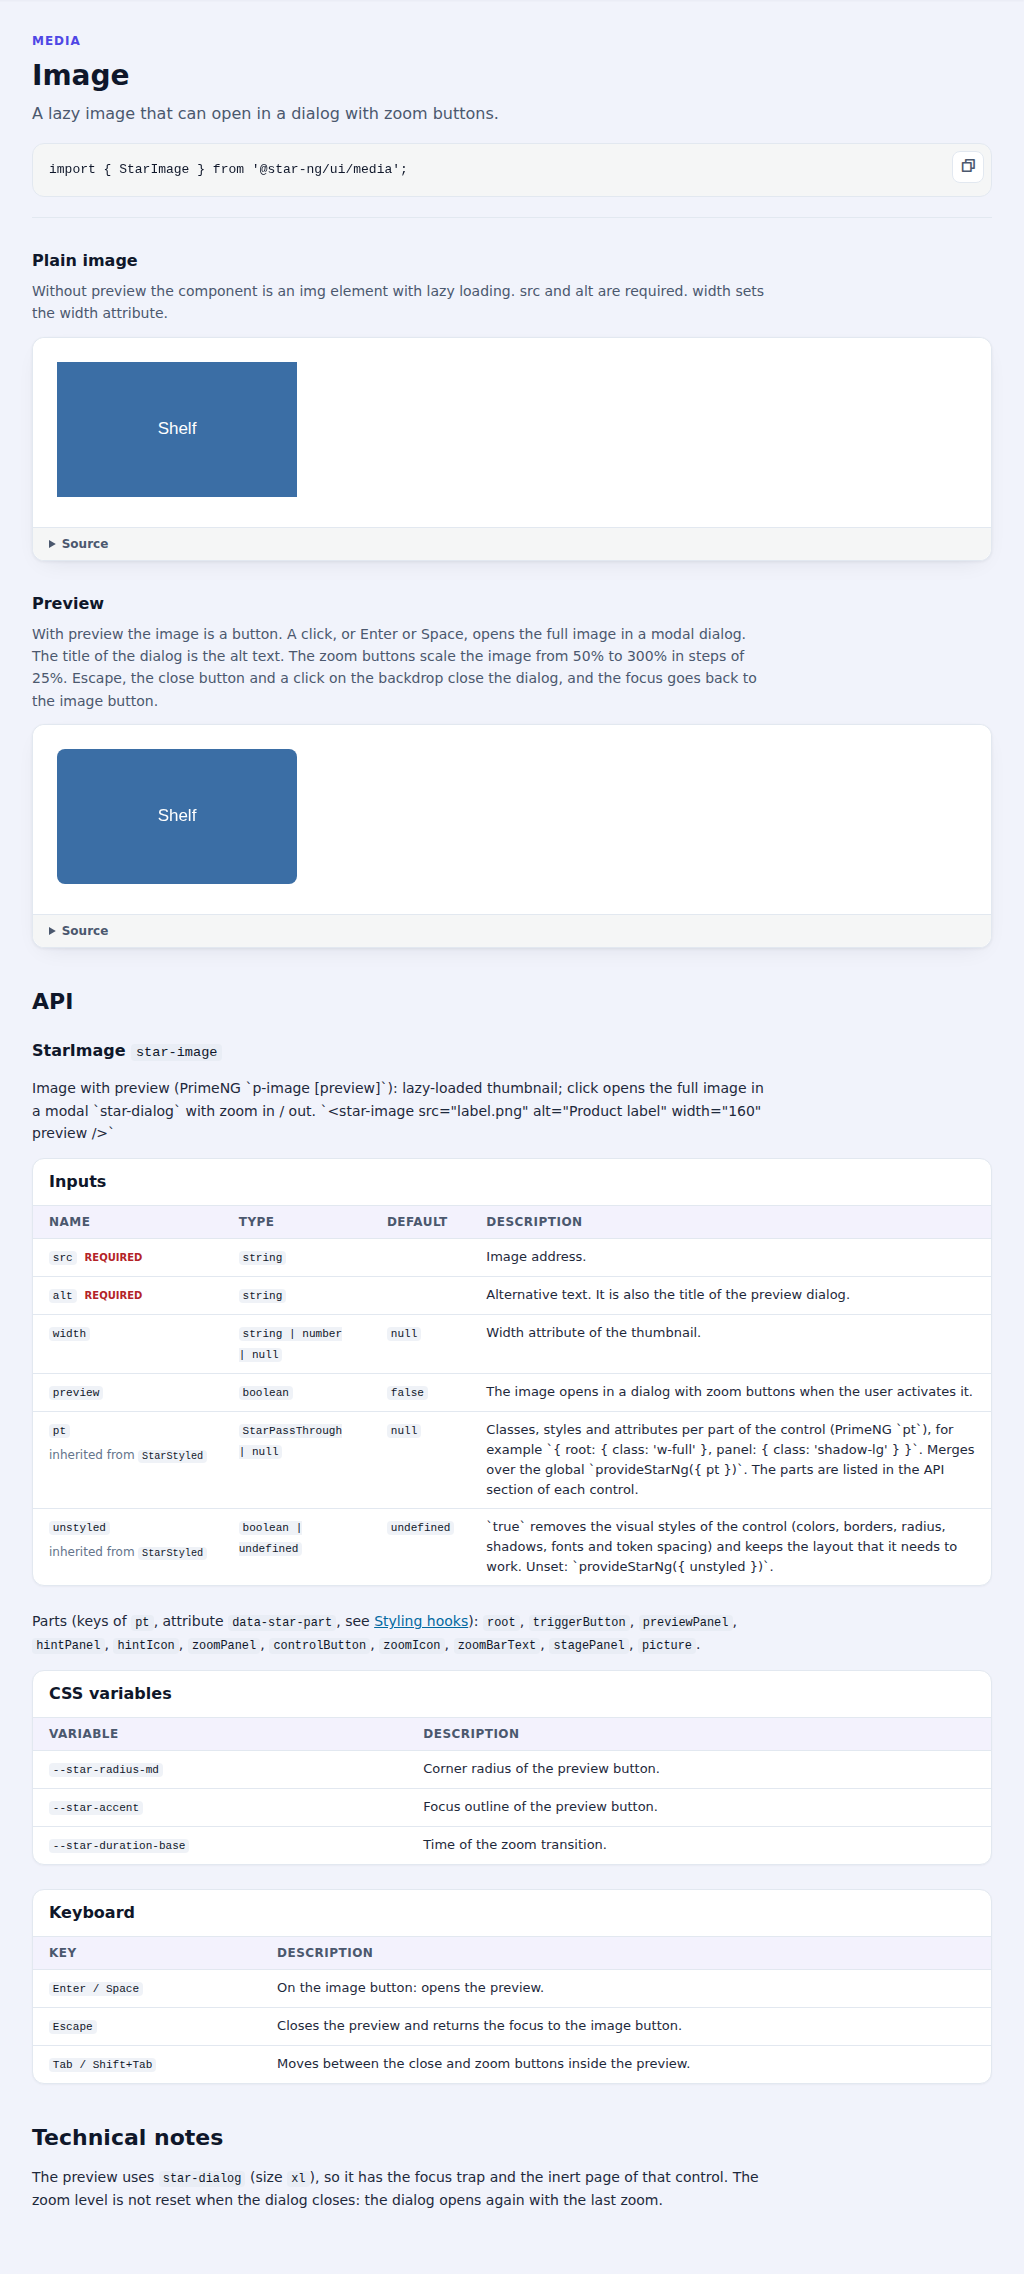 MEDIA
Image
A lazy image that can open in a dialog with zoom buttons.
import { StarImage } from '@star-ng/ui/media';
Plain image
Without preview the component is an img element with lazy loading. src and alt are required. width sets
the width attribute.
Shelf
Source
Preview
With preview the image is a button. A click, or Enter or Space, opens the full image in a modal dialog.
The title of the dialog is the alt text. The zoom buttons scale the image from 50% to 300% in steps of
25%. Escape, the close button and a click on the backdrop close the dialog, and the focus goes back to
the image button.
Shelf
Source
API
StarImage star-image
Image with preview (PrimeNG `p-image [preview]`): lazy-loaded thumbnail; click opens the full image in
a modal `star-dialog` with zoom in / out. `<star-image src="label.png" alt="Product label" width="160"
preview />`
Inputs
NAME TYPE DEFAULT DESCRIPTION
src REQUIRED string Image address.
alt REQUIRED string Alternative text. It is also the title of the preview dialog.
width string | number null Width attribute of the thumbnail.
| null
preview boolean false The image opens in a dialog with zoom buttons when the user activates it.
pt StarPassThrough null Classes, styles and attributes per part of the control (PrimeNG `pt`), for
inherited from StarStyled | null example `{ root: { class: 'w-full' }, panel: { class: 'shadow-lg' } }`. Merges
over the global `provideStarNg({ pt })`. The parts are listed in the API
section of each control.
unstyled boolean | undefined `true` removes the visual styles of the control (colors, borders, radius,
inherited from StarStyled undefined shadows, fonts and token spacing) and keeps the layout that it needs to
work. Unset: `provideStarNg({ unstyled })`.
Parts (keys of pt, attribute data-star-part, see Styling hooks): root, triggerButton, previewPanel,
hintPanel, hintIcon, zoomPanel, controlButton, zoomIcon, zoomBarText, stagePanel, picture.
CSS variables
VARIABLE DESCRIPTION
--star-radius-md Corner radius of the preview button.
--star-accent Focus outline of the preview button.
--star-duration-base Time of the zoom transition.
Keyboard
KEY DESCRIPTION
Enter / Space On the image button: opens the preview.
Escape Closes the preview and returns the focus to the image button.
Tab / Shift+Tab Moves between the close and zoom buttons inside the preview.
Technical notes
The preview uses star-dialog (size xl), so it has the focus trap and the inert page of that control. The
zoom level is not reset when the dialog closes: the dialog opens again with the last zoom.